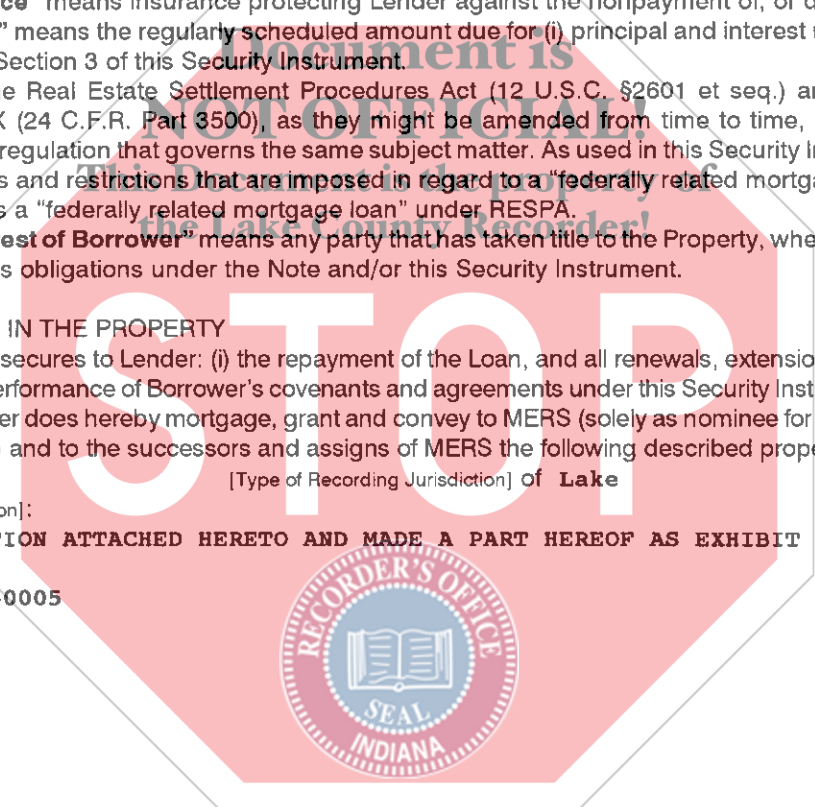 ce" means insurance protecting Lender against the nonpayment of, or d
" means the regularly scheduled amount due for (i) principal and interest
Document is
Section 3 of this Security Instrument.
e Real Estate Settlement Procedures Act (12 U.S.C. §2601 et seq.) an
NOT OFFICIAL!
X (24 C.F.R. Part 3500), as they might be amended from time to time,
regulation that governs the same subject matter. As used in this Security I
This Document is the property of
s and restrictions that are imposed in regard to a "federally related mortga
s a "federally related mortgage loan" under RESPA.
the Lake County Recorder!
est of Borrower" means any party that has taken title to the Property, whe
s obligations under the Note and/or this Security Instrument.
STOP
IN THE PROPERTY
secures to Lender: (i) the repayment of the Loan, and all renewals, extensio
erformance of Borrower's covenants and agreements under this Security Inst
er does hereby mortgage, grant and convey to MERS (solely as nominee for
and to the successors and assigns of MERS the following described prope
[Type of Recording Jurisdiction] of Lake
on]:
TION ATTACHED HERETO AND MADE A PART HEREOF AS EXHIBIT
0005
RECORDER'S OFFICE
SEAL
INDIANA